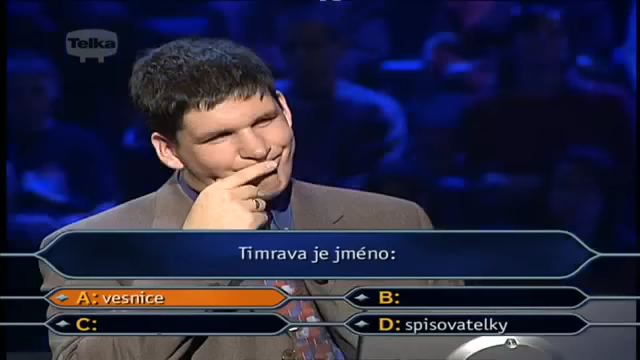 Telka
Timrava je jméno:
A: vesnice
B:
C:
D: spisovatelky